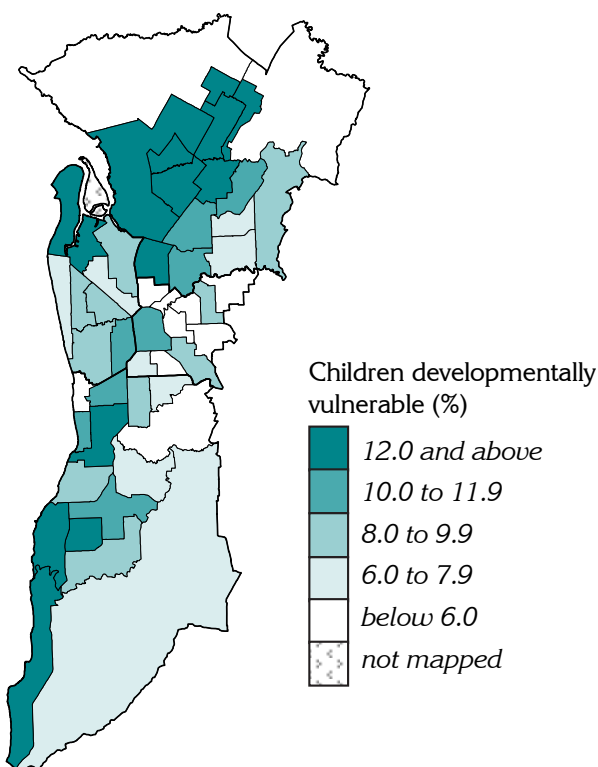 Children developmentally
vulnerable (%)
12.0 and above
10.0 to 11.9
8.0 to 9.9
6.0 to 7.9
below 6.0
not mapped